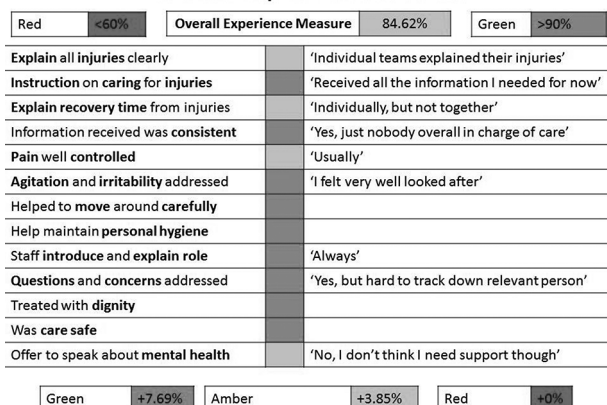 Red <60% Overall Experience Measure 84.62% Green >90%
Explain all injuries clearly ‘Individual teams explained their injuries’
Instruction on caring for injuries ‘Received all the information I needed for now’
Explain recovery time from injuries ‘Individually, but not together’
Information received was consistent ‘Yes, just nobody overall in charge of care’
Pain well controlled ‘Usually’
Agitation and irritability addressed ‘I felt very well looked after’
Helped to move around carefully
Help maintain personal hygiene
Staff introduce and explain role ‘Always’
Questions and concerns addressed ‘Yes, but hard to track down relevant person’
Treated with dignity
Was care safe
Offer to speak about mental health ‘No, I don’t think I need support though’
Green +7.69% Amber +3.85% Red +0%